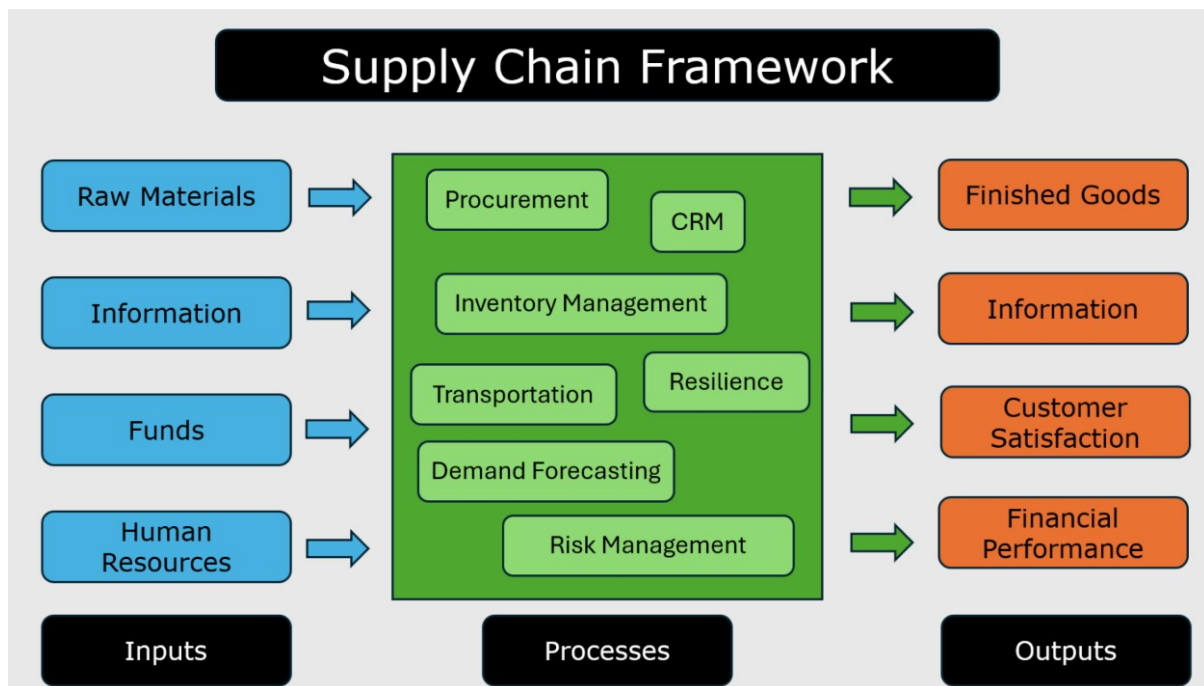 Supply Chain Framework
Raw Materials
Information
Funds
Human
Resources
Inputs
Procurement
CRM
Inventory Management
Transportation
Resilience
Demand Forecasting
Risk Management
Processes
Finished Goods
Information
Customer
Satisfaction
Financial
Performance
Outputs